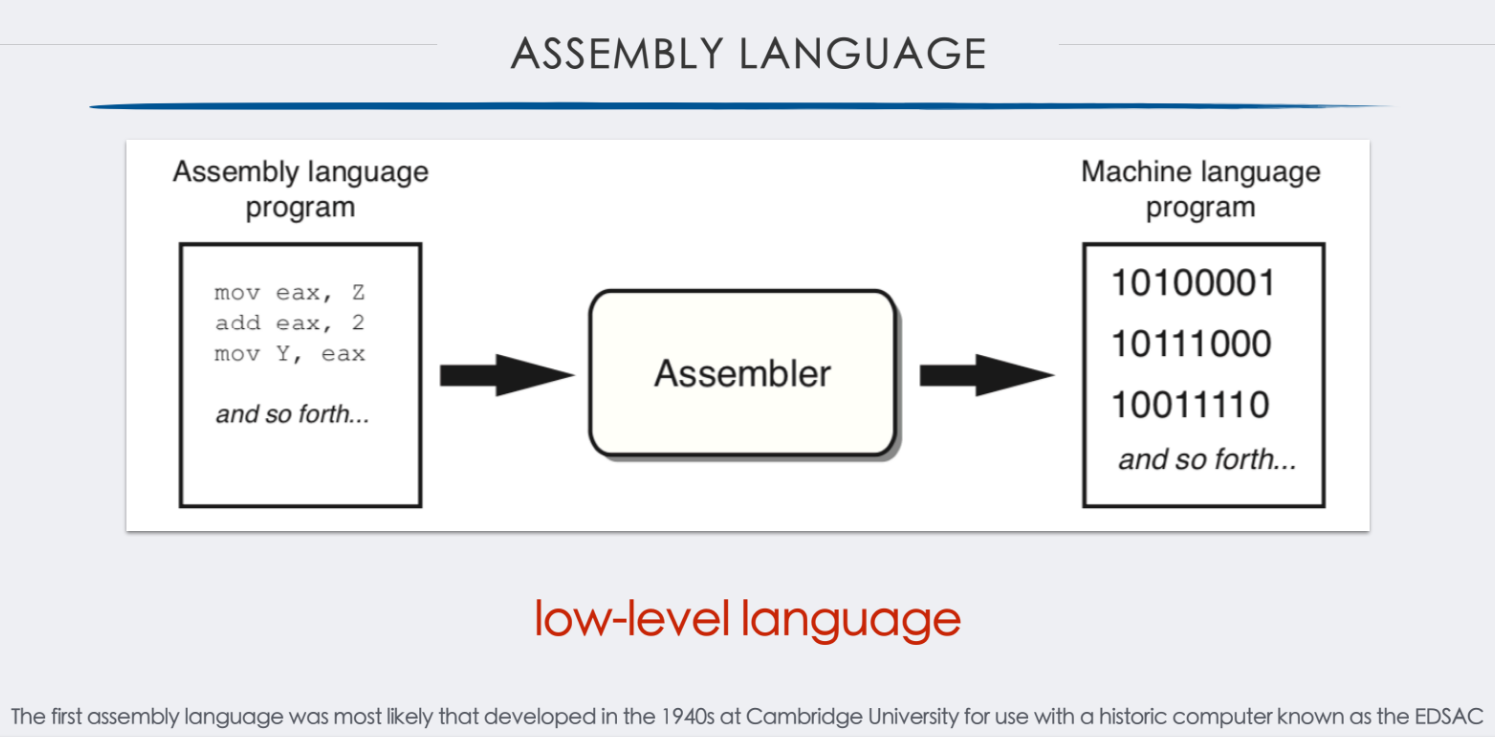 ASSEMBLY LANGUAGE
Assembly language
program
mov eax, Z
add eax, 2
mov Y, eax
and so forth...
Assembler
Machine language
program
10100001
10111000
10011110
and so forth...
low-level language
The first assembly language was most likely that developed in the 1940s at Cambridge University for use with a historic computer known as the EDSAC